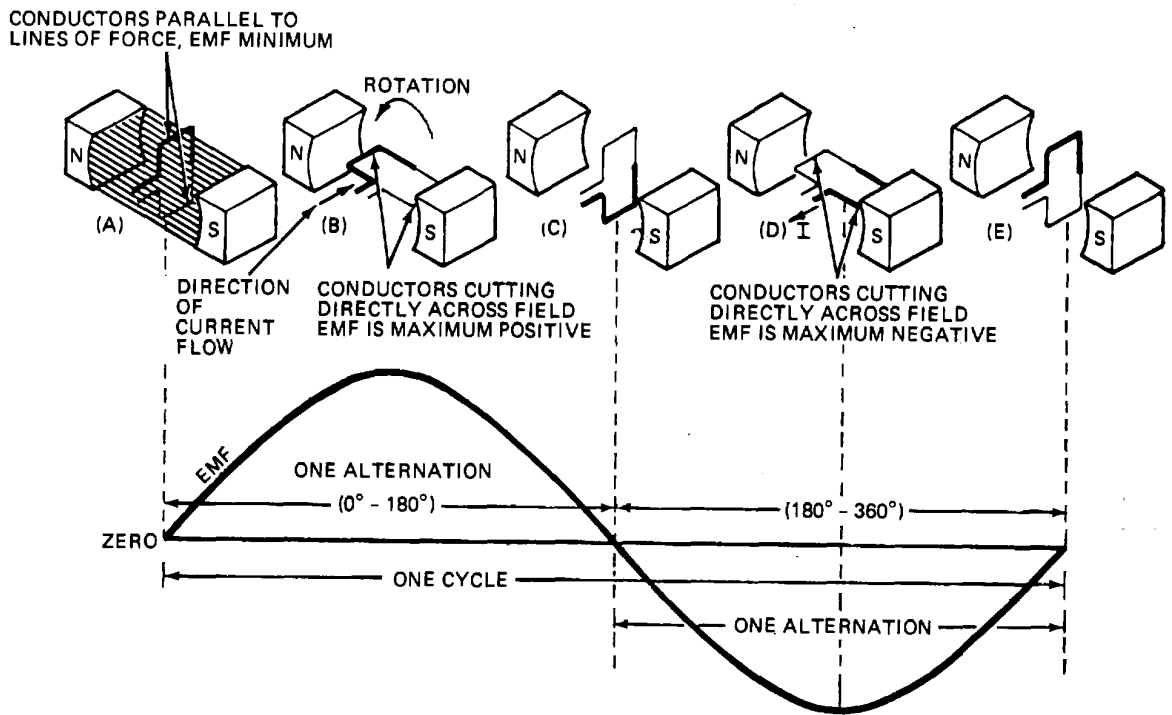 CONDUCTORS PARALLEL TO
LINES OF FORCE, EMF MINIMUM
ROTATION
N
S
(A)
N
S
(B)
N
S
(C)
N
S
(D) I
N
S
(E)
DIRECTION
OF
CURRENT
FLOW
CONDUCTORS CUTTING
DIRECTLY ACROSS FIELD
EMF IS MAXIMUM POSITIVE
CONDUCTORS CUTTING
DIRECTLY ACROSS FIELD
EMF IS MAXIMUM NEGATIVE
EMF
ONE ALTERNATION
(0° - 180°)
(180° - 360°)
ZERO
ONE CYCLE
ONE ALTERNATION